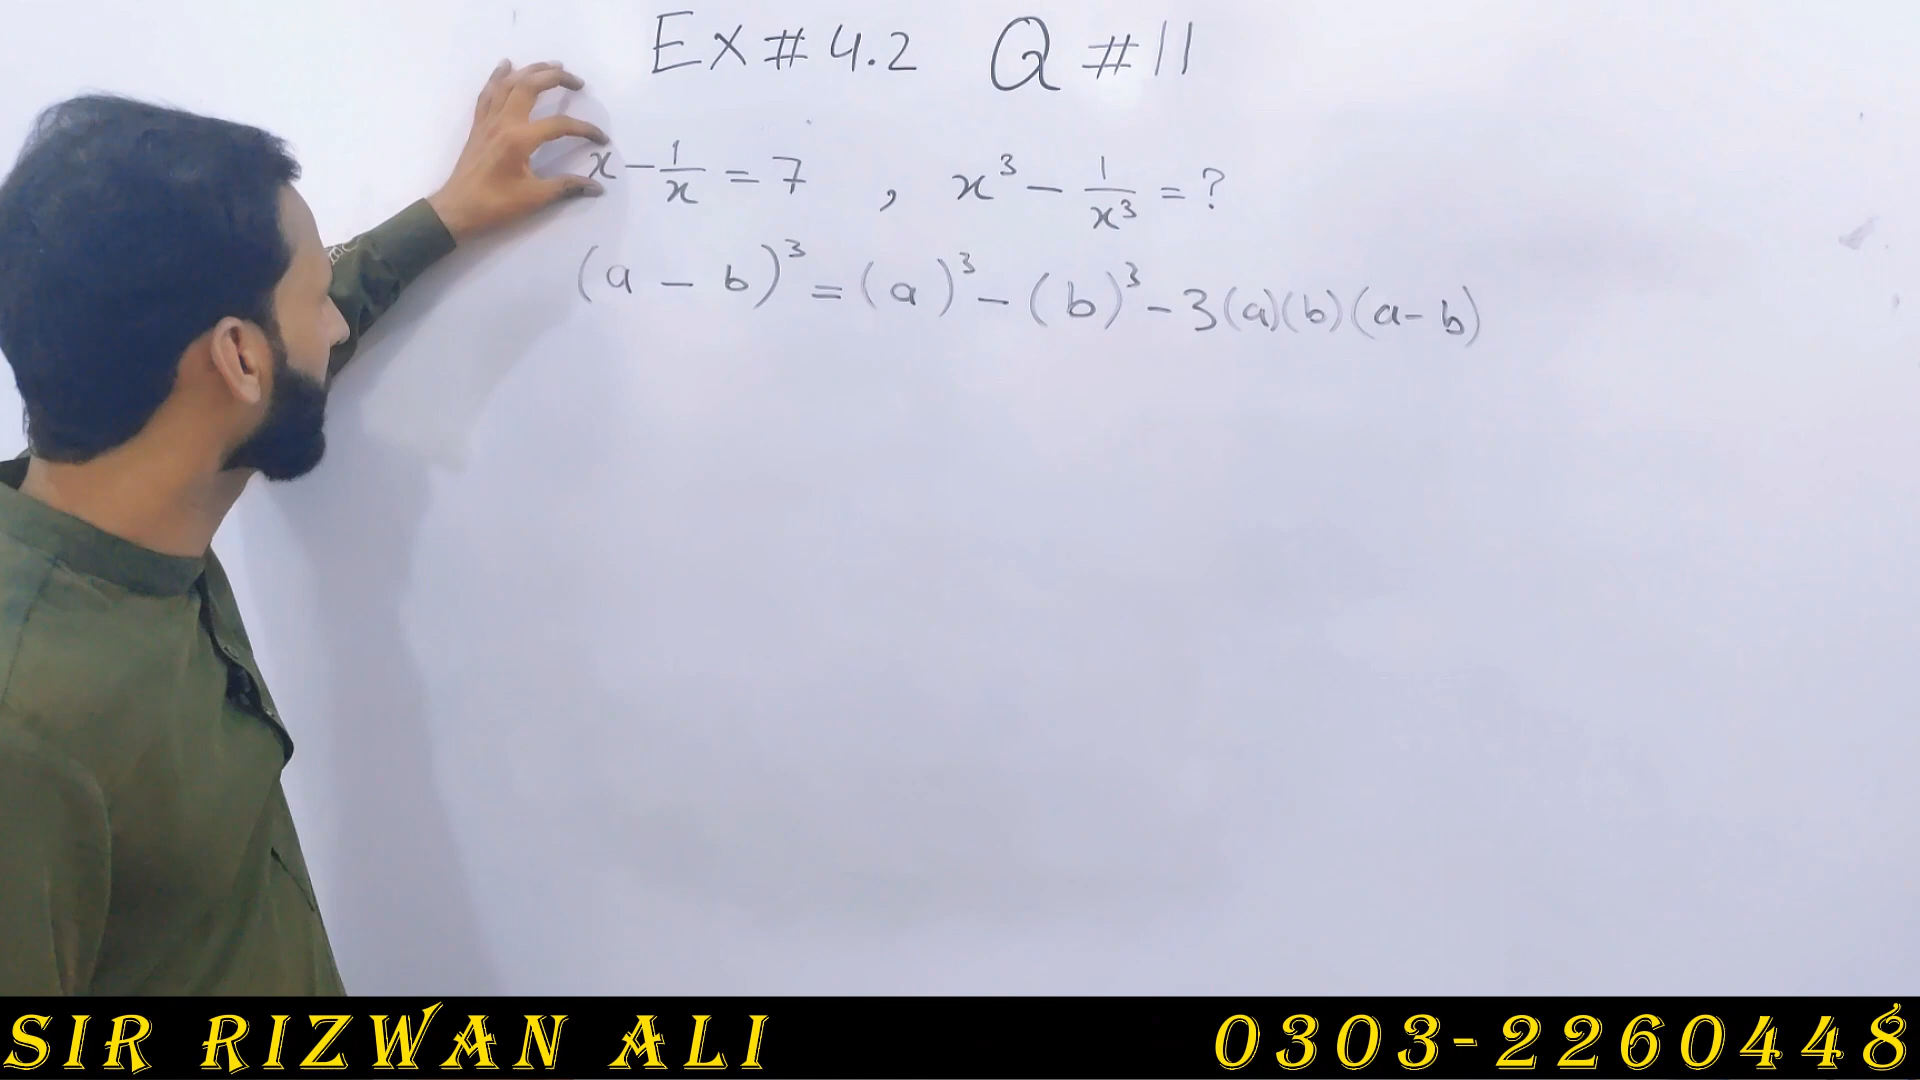 Ex # 4.2 Q # 11
x - 1/x = 7 , x³ - 1/x³ = ?
(a - b)³ = (a)³ - (b)³ - 3(a)(b)(a - b)
SIR RIZWAN ALI 0303-2260448